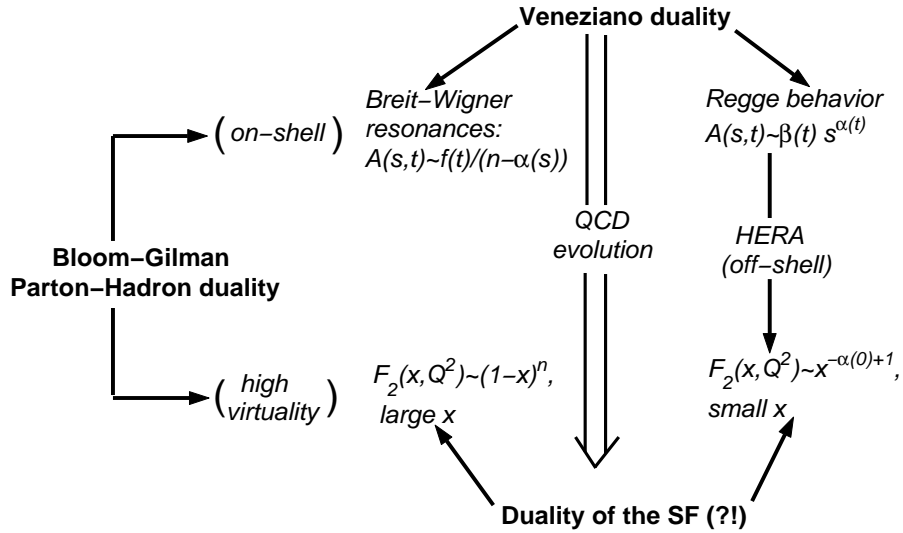 Veneziano duality
Breit−Wigner
resonances:
A(s,t)~f(t)/(n−α(s))
Regge behavior
A(s,t)~β(t) s^α(t)
(on−shell)
QCD
evolution
HERA
(off−shell)
Bloom−Gilman
Parton−Hadron duality
(high
virtuality)
F₂(x,Q²)~(1−x)ⁿ,
large x
F₂(x,Q²)~x^−α(0)+1,
small x
Duality of the SF (?!)